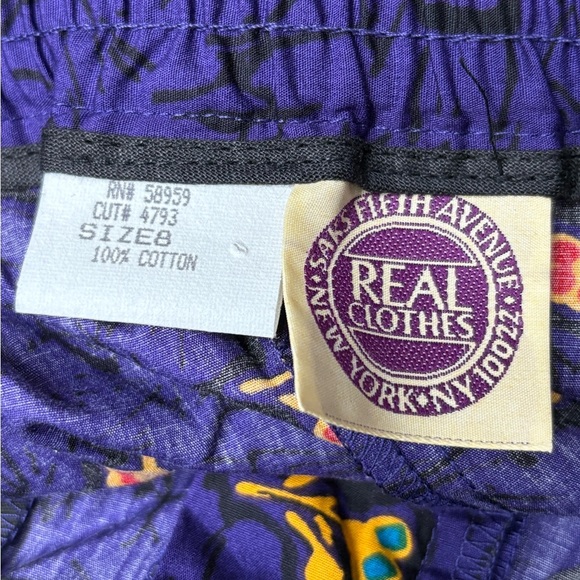 RN# 58959
CUT# 4793
SIZE8
100% COTTON
SAKS FIFTH AVENUE
REAL
CLOTHES
NEW YORK • NY 10022